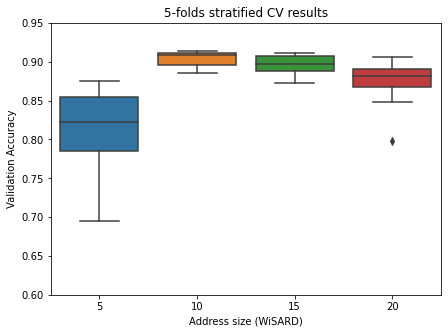 5-folds stratified CV results
0.95
0.90
0.85
0.80
0.75
0.70
0.65
0.60
Validation Accuracy
5 10 15 20
Address size (WiSARD)